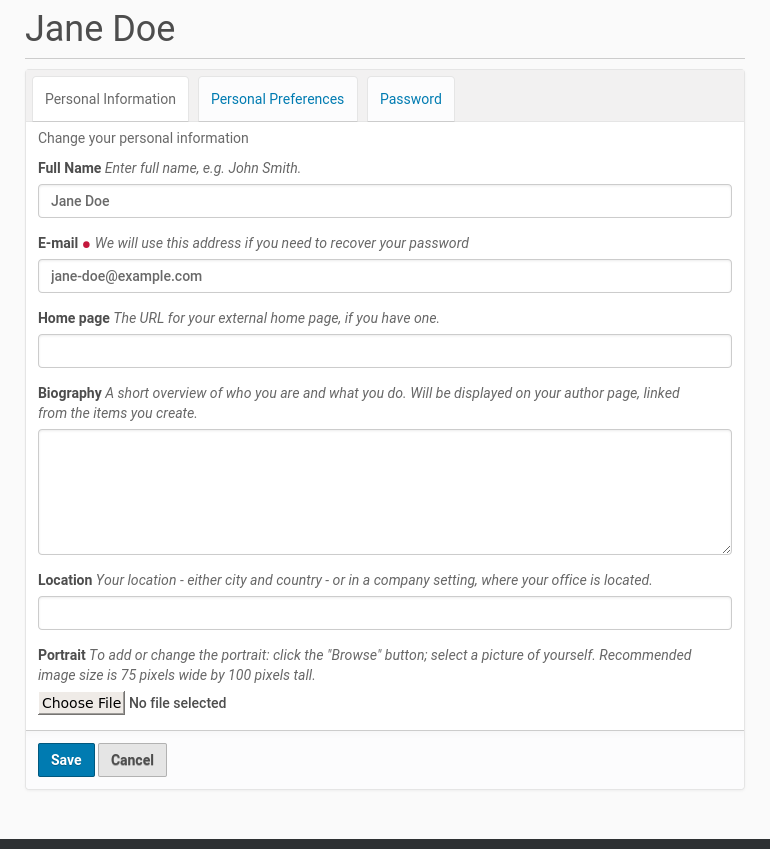 Jane Doe
Personal Information Personal Preferences Password
Change your personal information
Full Name Enter full name, e.g. John Smith.
Jane Doe
E-mail ● We will use this address if you need to recover your password
jane-doe@example.com
Home page The URL for your external home page, if you have one.
Biography A short overview of who you are and what you do. Will be displayed on your author page, linked
from the items you create.
Location Your location - either city and country - or in a company setting, where your office is located.
Portrait To add or change the portrait: click the "Browse" button; select a picture of yourself. Recommended
image size is 75 pixels wide by 100 pixels tall.
Choose File No file selected
Save Cancel